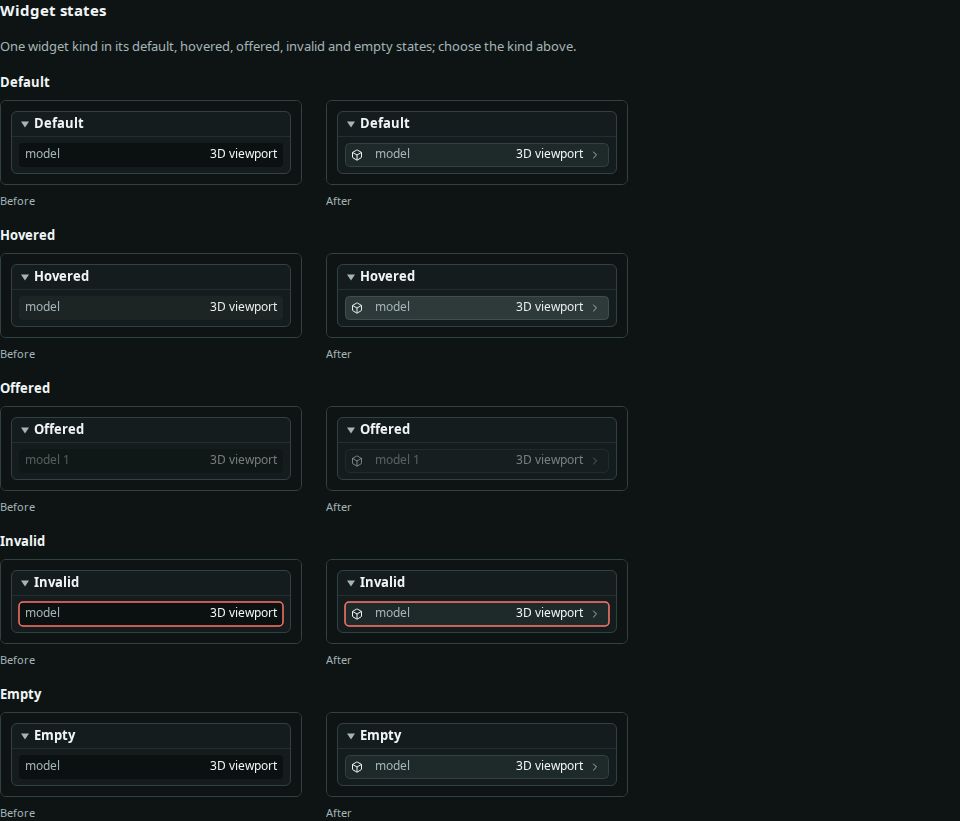 Widget states
One widget kind in its default, hovered, offered, invalid and empty states; choose the kind above.
Default
Default
model 3D viewport
Before
Default
model 3D viewport
After
Hovered
Hovered
model 3D viewport
Before
Hovered
model 3D viewport
After
Offered
Offered
model 1 3D viewport
Before
Offered
model 1 3D viewport
After
Invalid
Invalid
model 3D viewport
Before
Invalid
model 3D viewport
After
Empty
Empty
model 3D viewport
Before
Empty
model 3D viewport
After